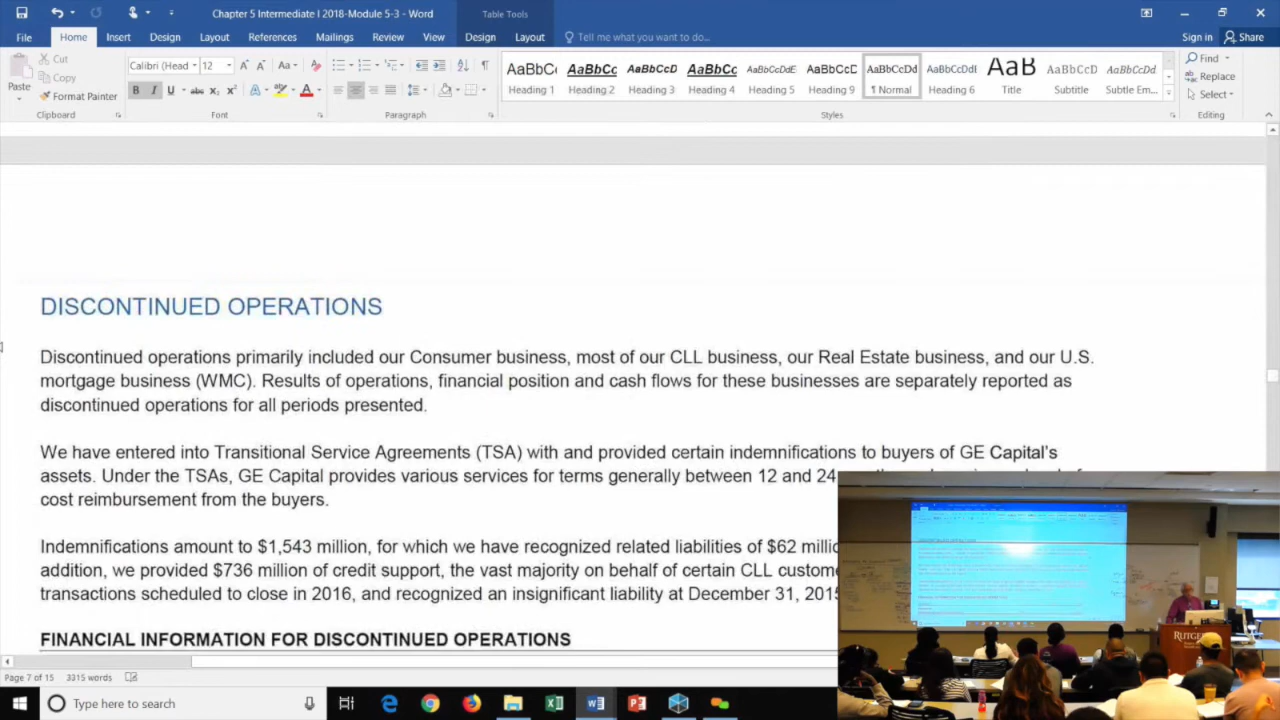 Chapter 5 Intermediate I 2018-Module 5-3 - Word
Table Tools
File Home Insert Design Layout References Mailings Review View Design Layout Tell me what you want to do... Sign in Share
Cut
Copy
Format Painter
Paste
Clipboard
Calibri (Head 12
Font
Paragraph
AaBbCc AaBbCc AaBbCcD AaBbCc AaBbCcDdE AaBbCcD AaBbCcDd AaBbCcDdE AaB AaBbCcD AaBbCcDd
Heading 1 Heading 2 Heading 3 Heading 4 Heading 5 Heading 9 ¶ Normal Heading 6 Title Subtitle Subtle Em...
Styles
Find
Replace
Select
Editing
DISCONTINUED OPERATIONS
Discontinued operations primarily included our Consumer business, most of our CLL business, our Real Estate business, and our U.S.
mortgage business (WMC). Results of operations, financial position and cash flows for these businesses are separately reported as
discontinued operations for all periods presented.
We have entered into Transitional Service Agreements (TSA) with and provided certain indemnifications to buyers of GE Capital's
assets. Under the TSAs, GE Capital provides various services for terms generally between 12 and 24
cost reimbursement from the buyers.
Indemnifications amount to $1,543 million, for which we have recognized related liabilities of $62
addition, we provided $736 million of credit support, the vast majority on behalf of certain CLL
transactions scheduled to close in 2016, and recognized an insignificant liability at December 31, 2015
FINANCIAL INFORMATION FOR DISCONTINUED OPERATIONS
RUTGERS
Page 7 of 15 3315 words
Type here to search